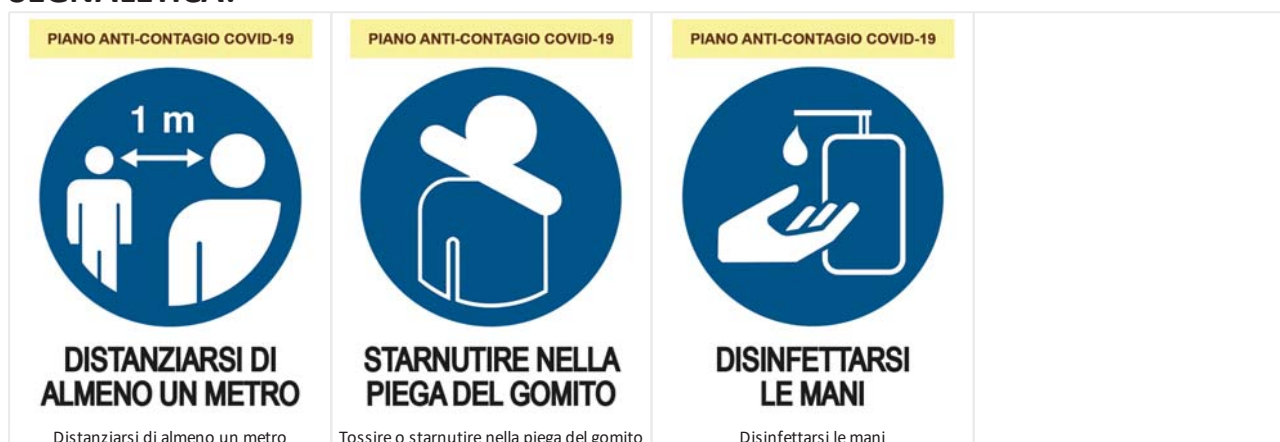 SEGNALETICA:
PIANO ANTI-CONTAGIO COVID-19
1 m
DISTANZIARSI DI
ALMENO UN METRO
Distanziarsi di almeno un metro
PIANO ANTI-CONTAGIO COVID-19
STARNUTIRE NELLA
PIEGA DEL GOMITO
Tossire o starnutire nella piega del gomito
PIANO ANTI-CONTAGIO COVID-19
DISINFETTARSI
LE MANI
Disinfettarsi le mani